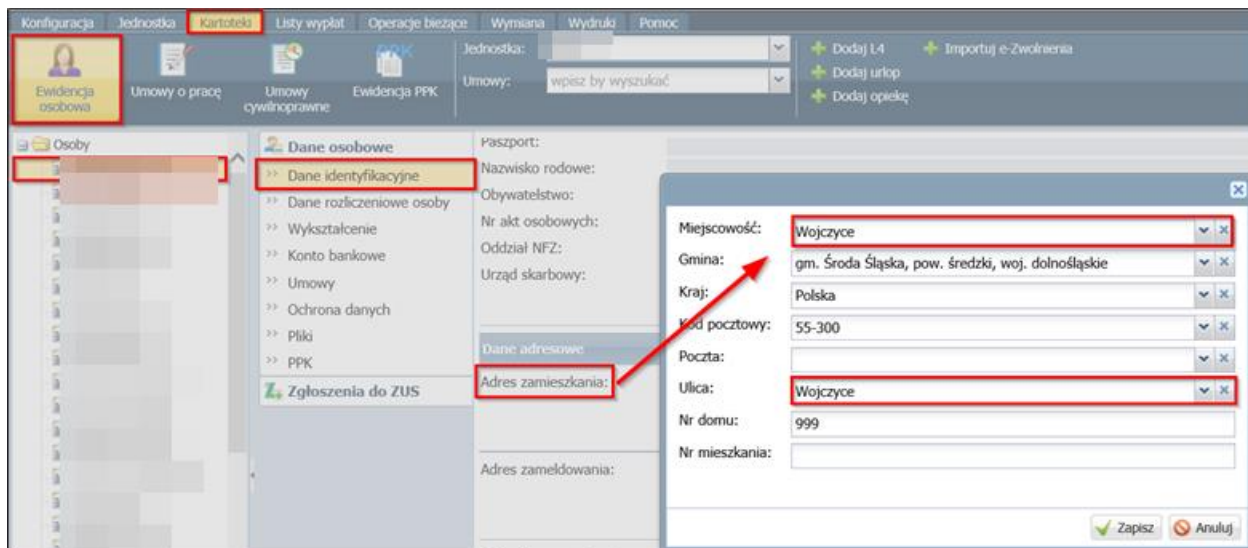 Konfiguracja Jednostka Kartoteki Listy wypłat Operacje bieżące Wymiana Wydruki Pomoc
Ewidencja osobowa
Umowy o pracę
Umowy cywilnoprawne
Ewidencja PPK
Jednostka:
Umowy: wpisz by wyszukać
Dodaj L4
Dodaj urlop
Dodaj opiekę
Importuj e-Zwolnienia
Osoby
Dane osobowe
Dane identyfikacyjne
Dane rozliczeniowe osoby
Wykształcenie
Konto bankowe
Umowy
Ochrona danych
Pliki
PPK
Zgłoszenia do ZUS
Paszport:
Nazwisko rodowe:
Obywatelstwo:
Nr akt osobowych:
Oddział NFZ:
Urząd skarbowy:
Dane adresowe
Adres zamieszkania:
Adres zameldowania:
Miejscowość: Wojczyce
Gmina: gm. Środa Śląska, pow. średzki, woj. dolnośląskie
Kraj: Polska
Kod pocztowy: 55-300
Poczta:
Ulica: Wojczyce
Nr domu: 999
Nr mieszkania:
Zapisz Anuluj